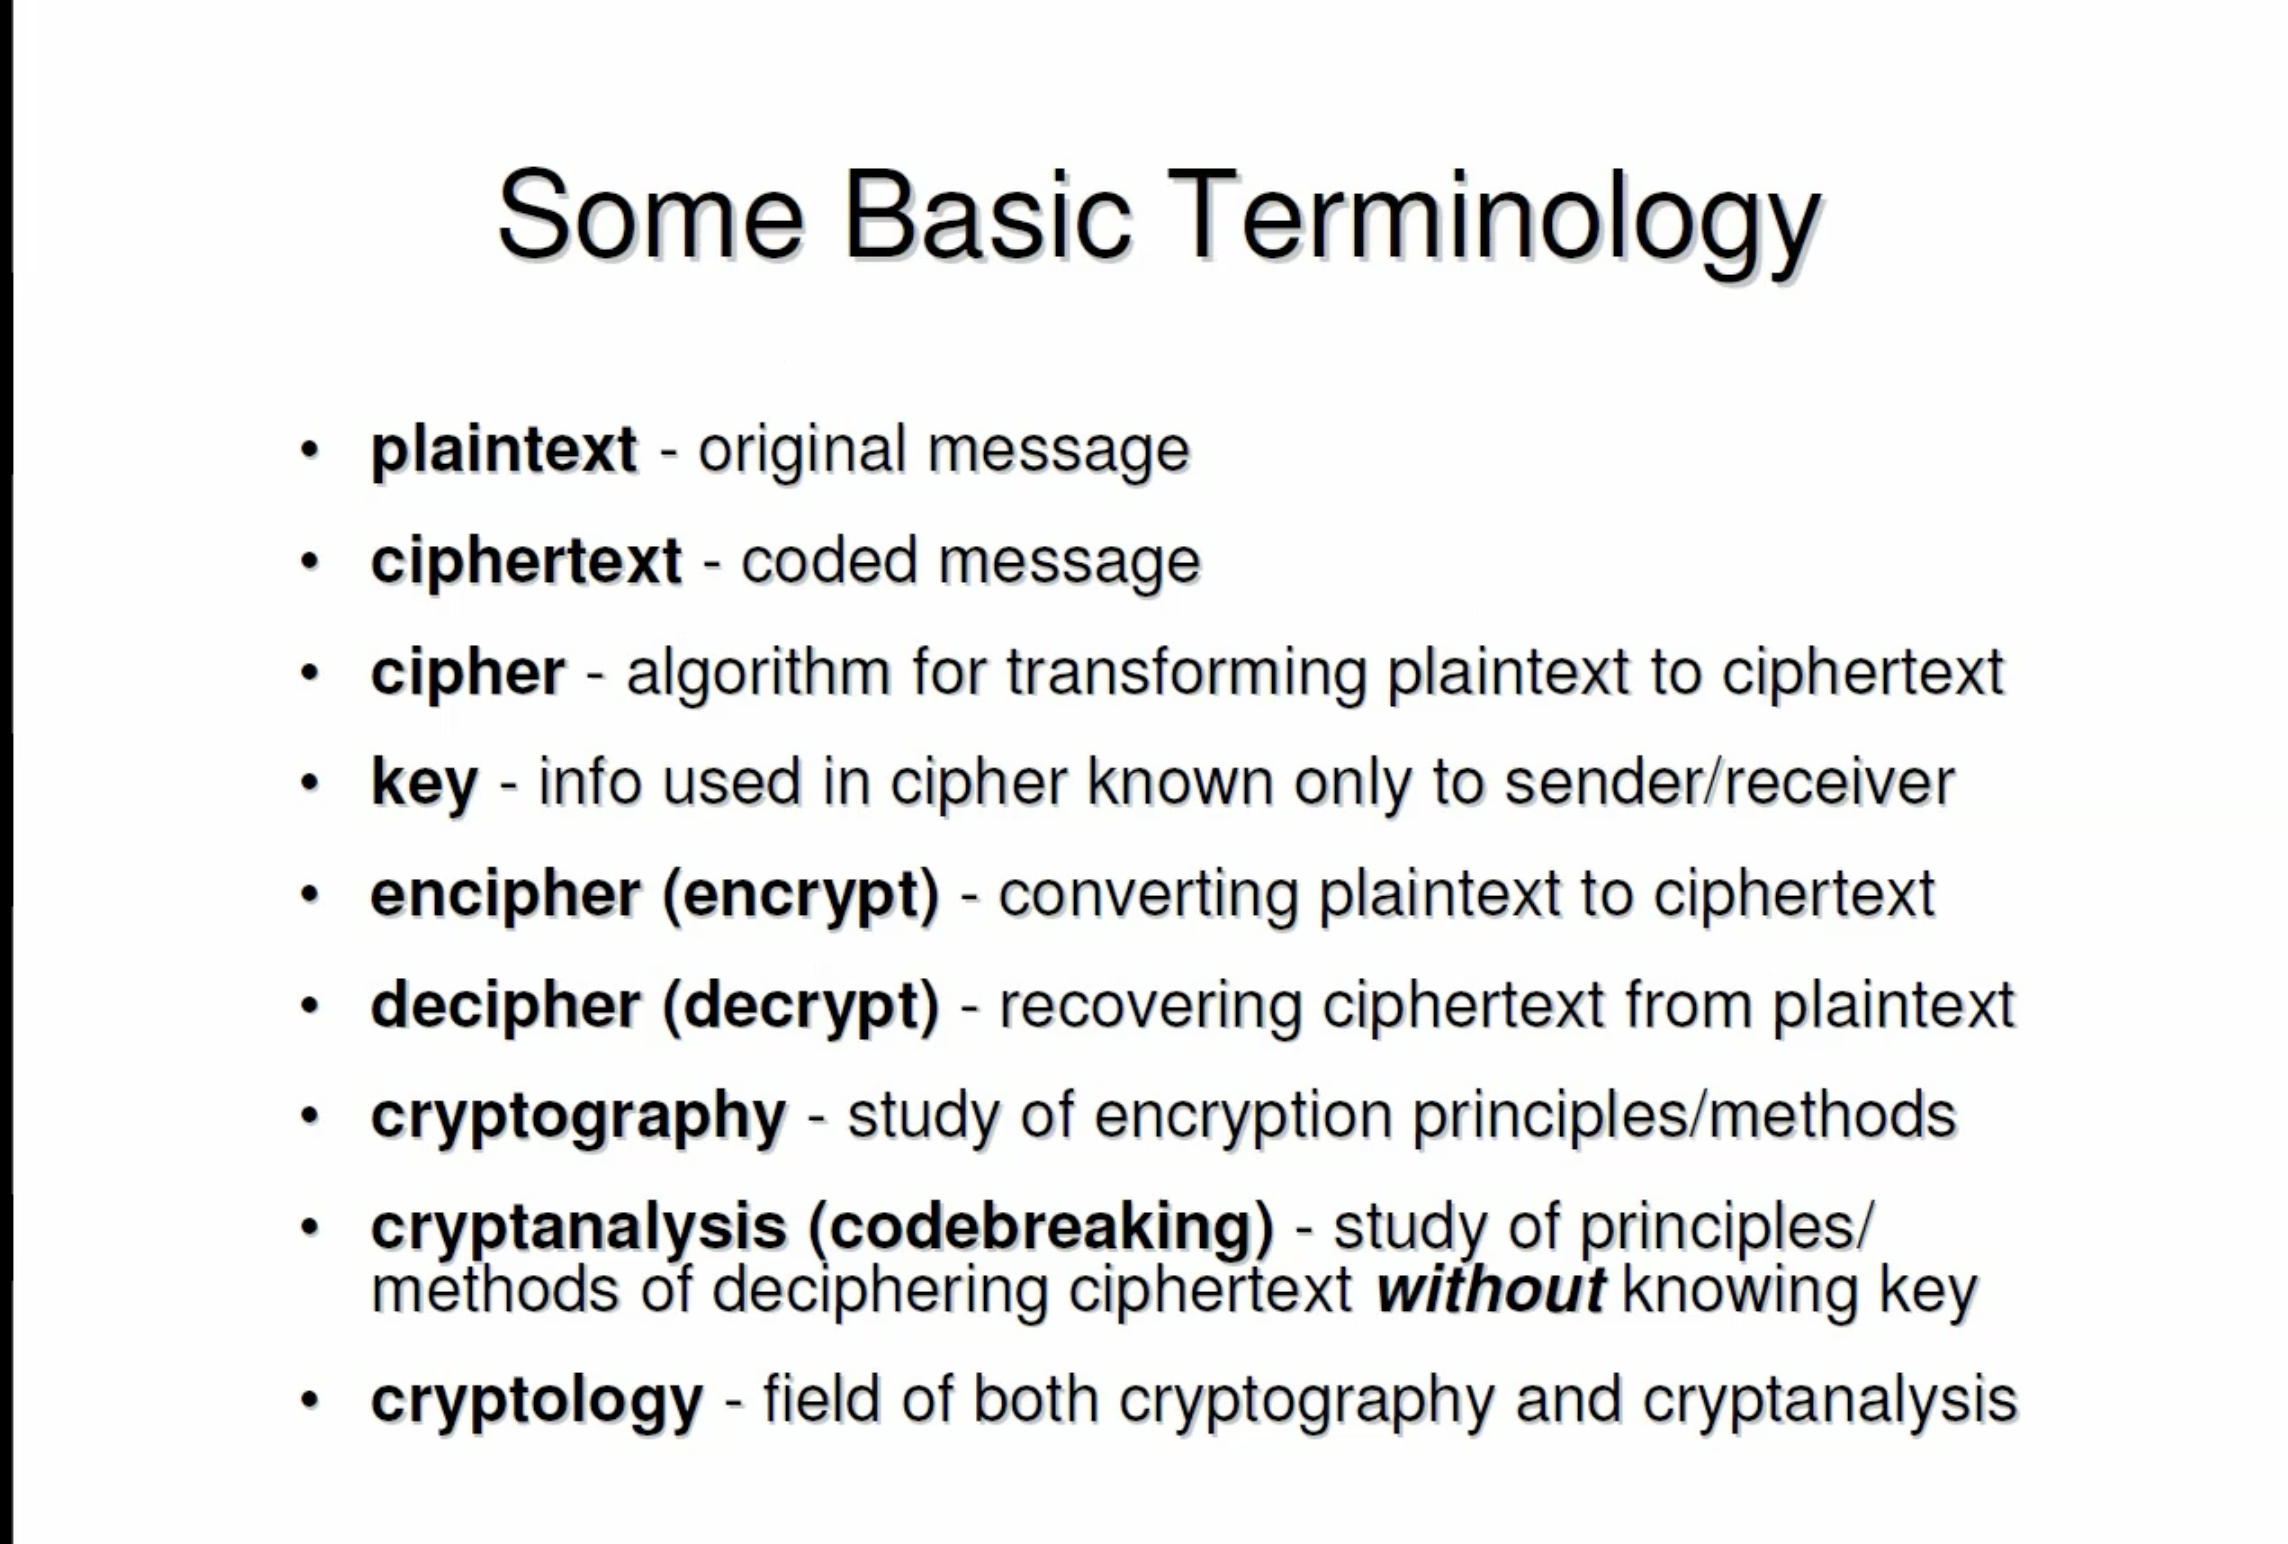 Some Basic Terminology
• plaintext - original message
• ciphertext - coded message
• cipher - algorithm for transforming plaintext to ciphertext
• key - info used in cipher known only to sender/receiver
• encipher (encrypt) - converting plaintext to ciphertext
• decipher (decrypt) - recovering ciphertext from plaintext
• cryptography - study of encryption principles/methods
• cryptanalysis (codebreaking) - study of principles/
methods of deciphering ciphertext without knowing key
• cryptology - field of both cryptography and cryptanalysis